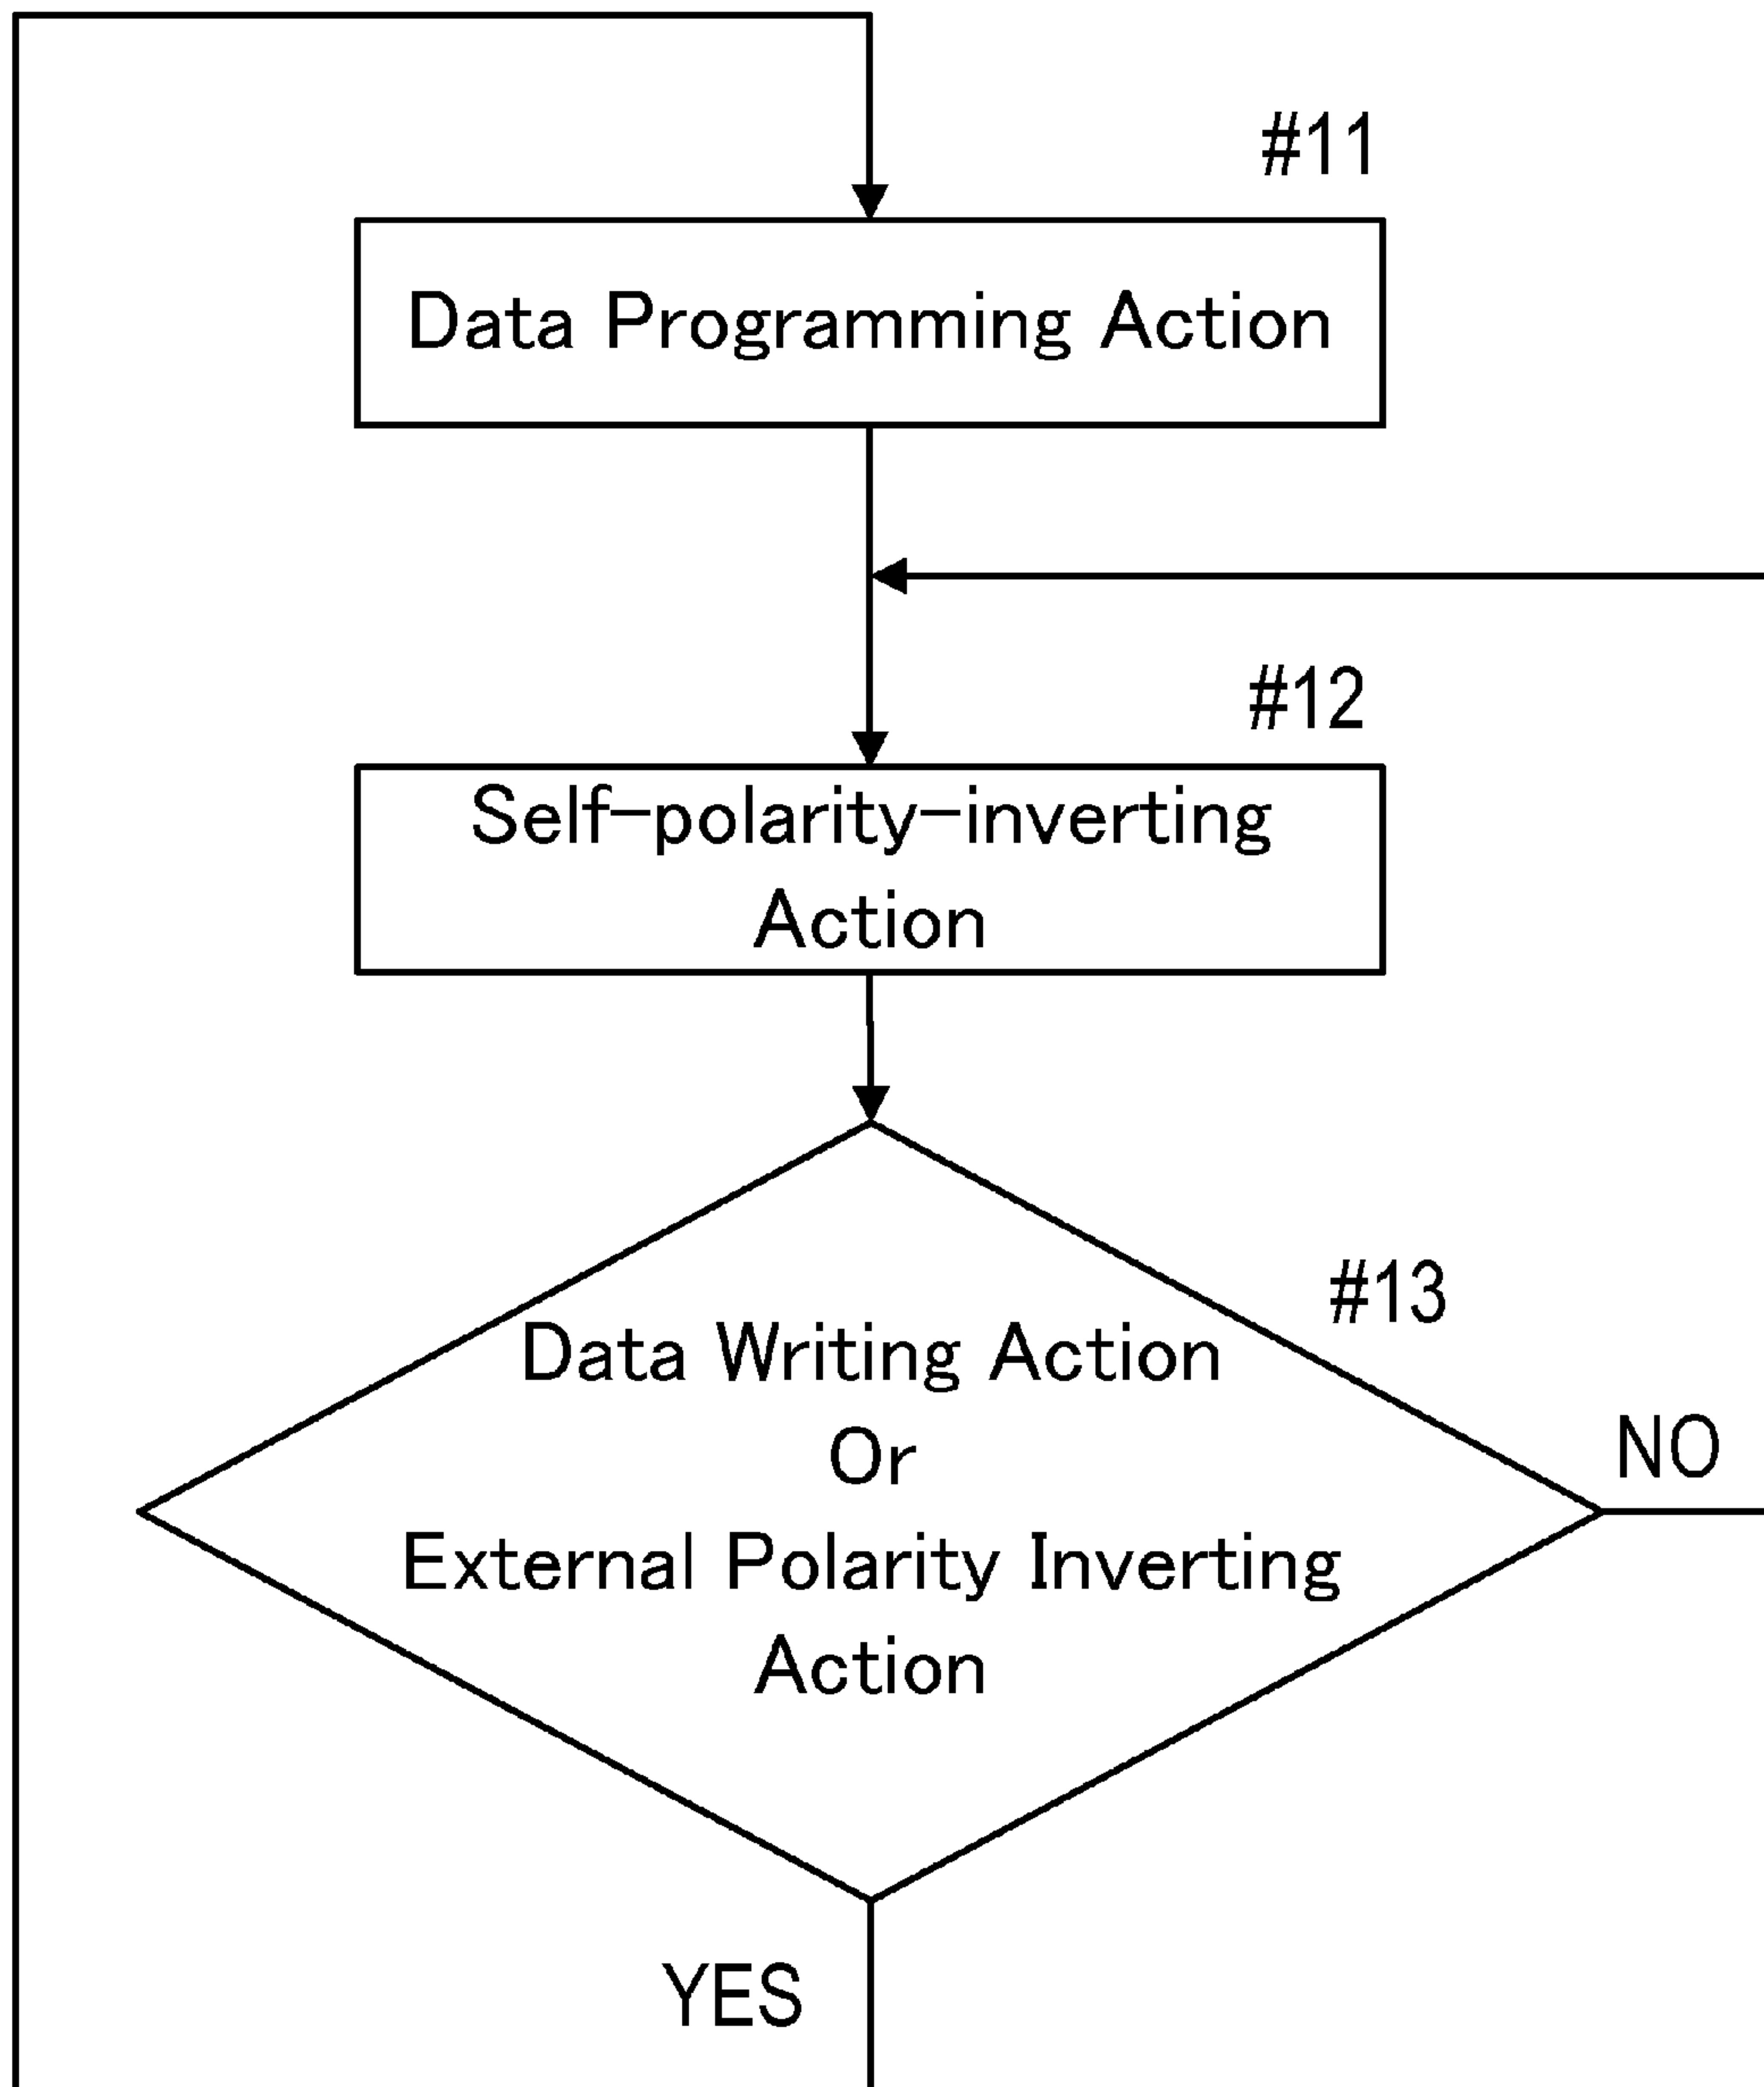 #11
Data Programming Action
#12
Self-polarity-inverting
Action
#13
Data Writing Action
Or
External Polarity Inverting
Action
NO
YES